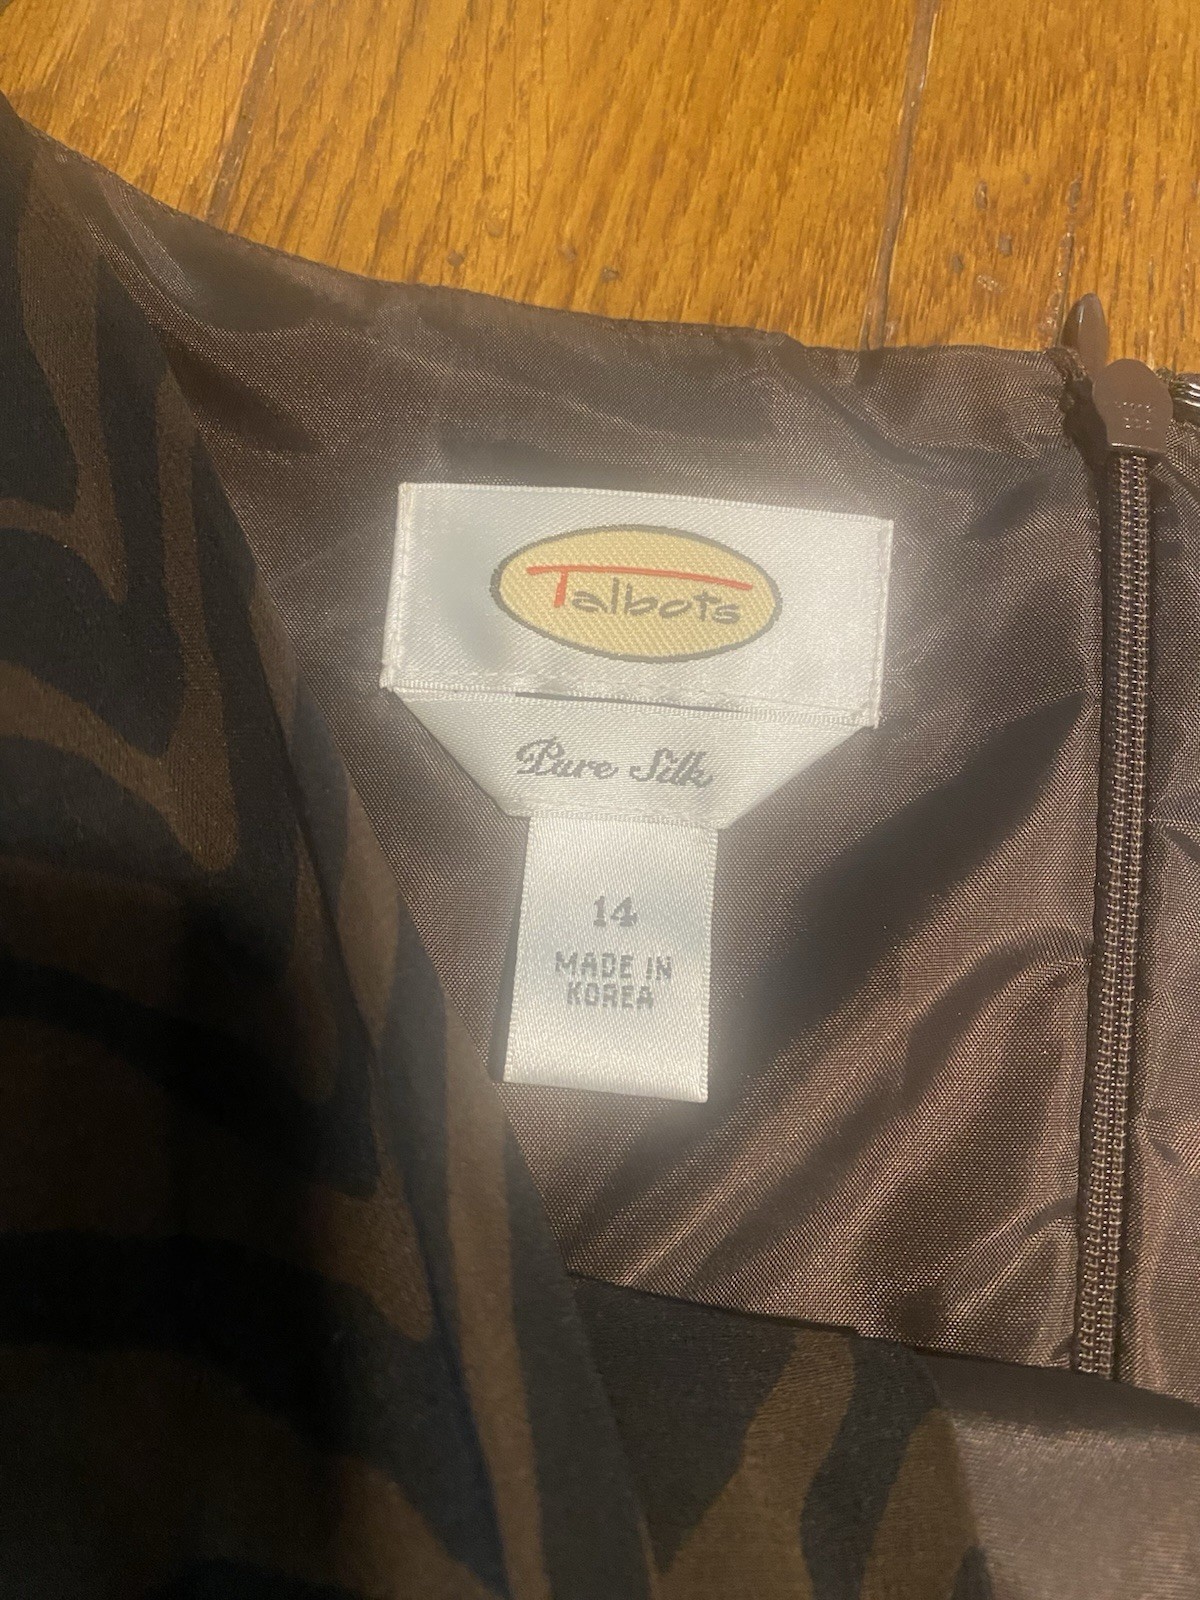 Talbots
Pure Silk
14
MADE IN
KOREA